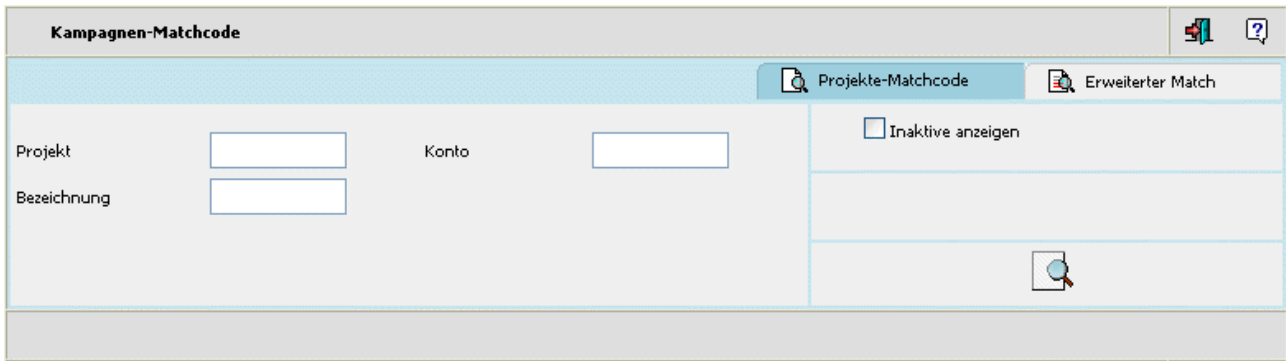 Kampagnen-Matchcode
Projekte-Matchcode Erweiterter Match
Projekt Konto Inaktive anzeigen
Bezeichnung